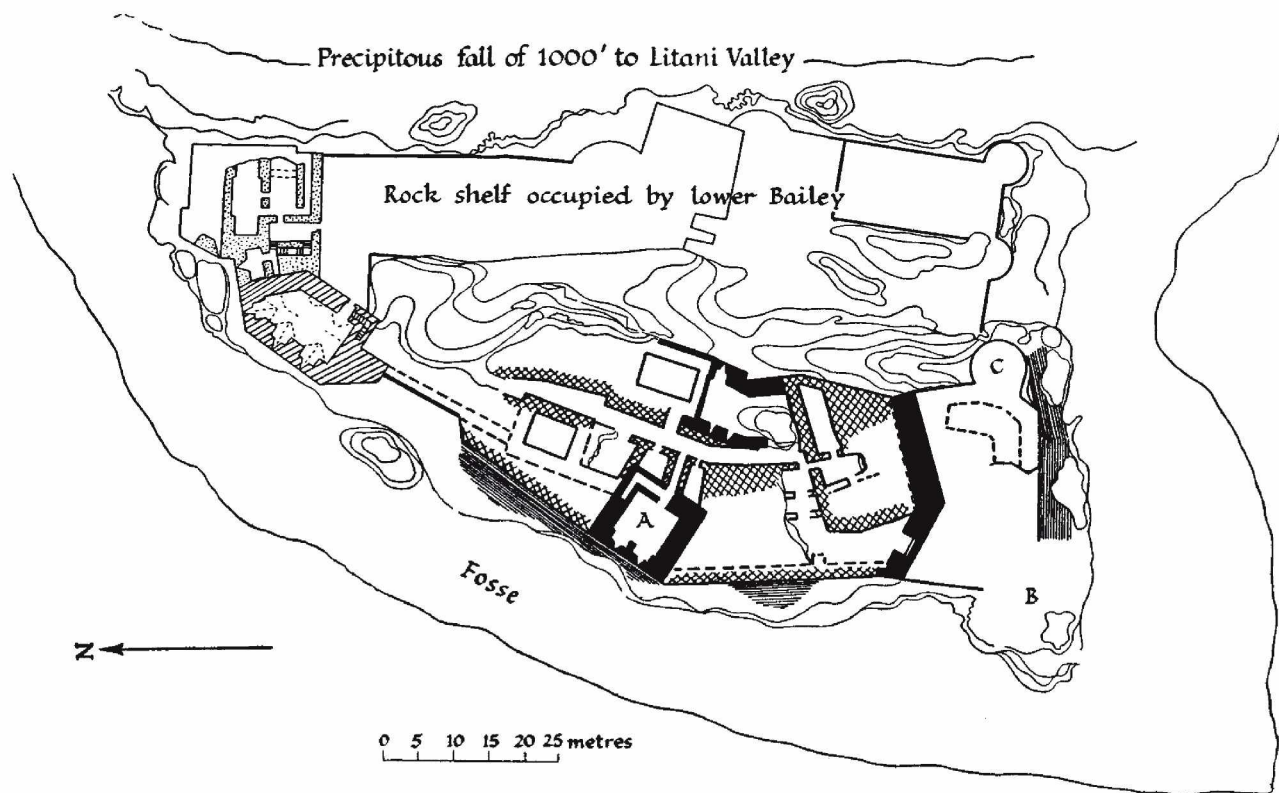 Precipitous fall of 1000' to Litani Valley
Rock shelf occupied by lower Bailey
C
A
Fosse
B
N
0 5 10 15 20 25 metres